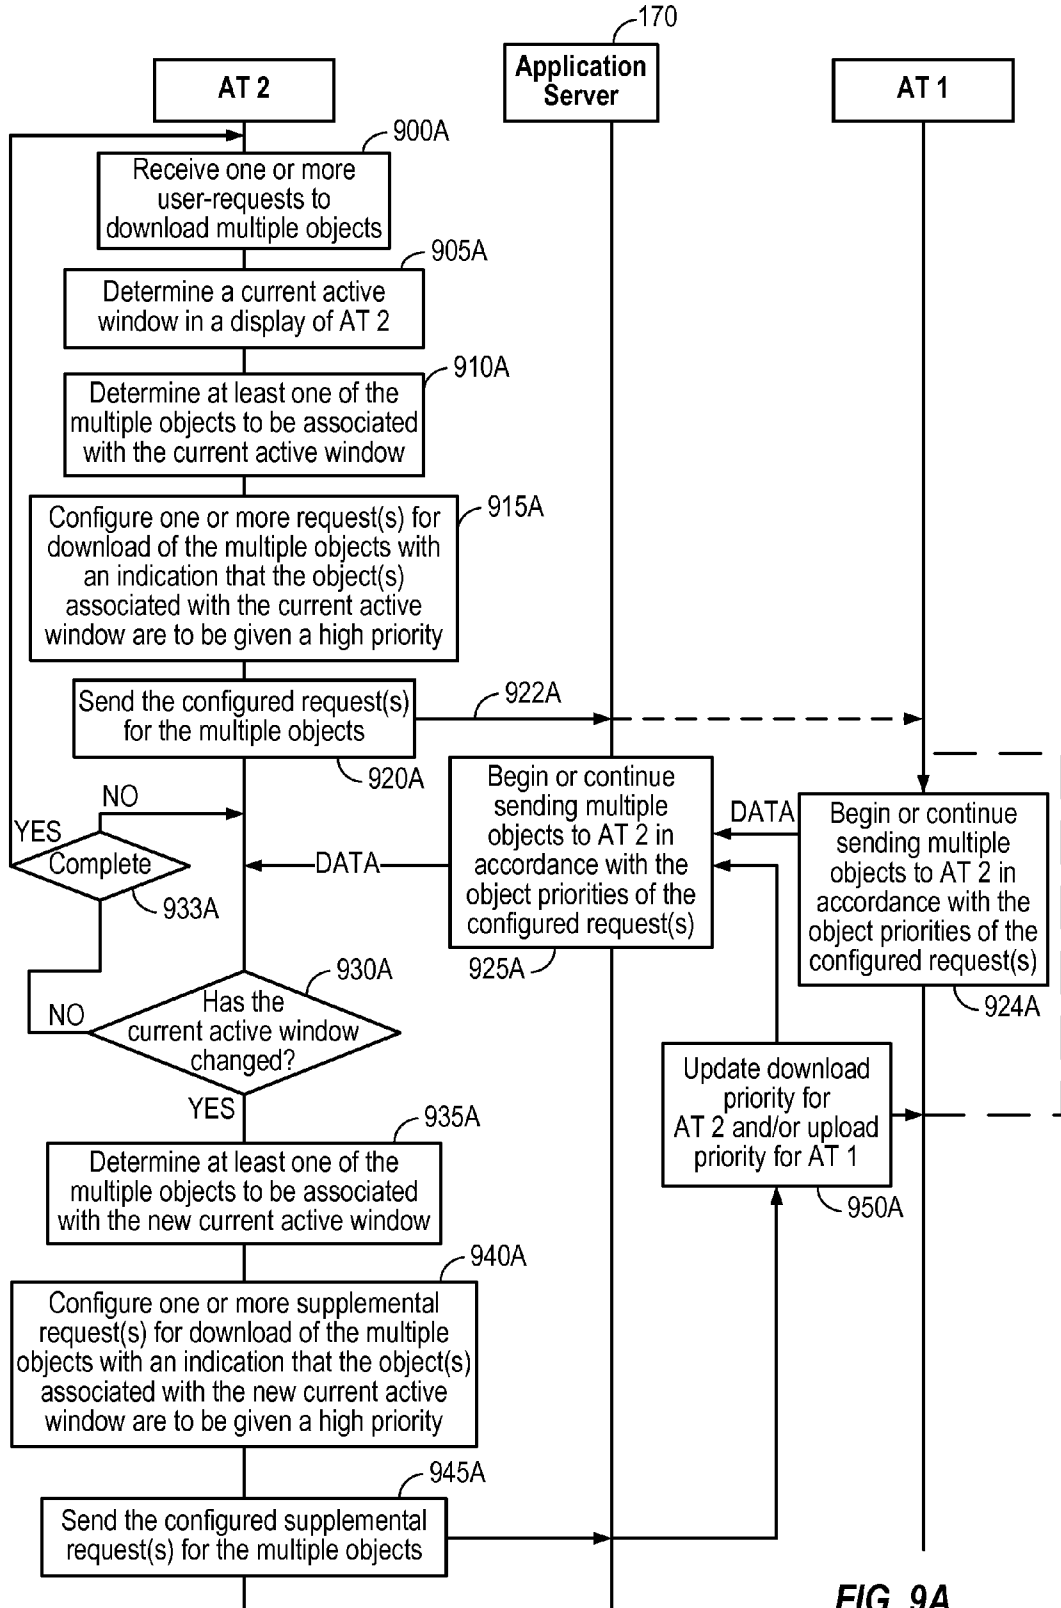 170
AT 2
Application
Server
AT 1
900A
Receive one or more
user-requests to
download multiple objects
905A
Determine a current active
window in a display of AT 2
910A
Determine at least one of the
multiple objects to be associated
with the current active window
915A
Configure one or more request(s) for
download of the multiple objects with
an indication that the object(s)
associated with the current active
window are to be given a high priority
Send the configured request(s)
for the multiple objects
922A
920A
NO
YES
Complete
933A
DATA
Begin or continue
sending multiple
objects to AT 2 in
accordance with the
object priorities of the
configured request(s)
925A
DATA
Begin or continue
sending multiple
objects to AT 2 in
accordance with the
object priorities of the
configured request(s)
924A
930A
Has the
current active window
changed?
NO
YES
Update download
priority for
AT 2 and/or upload
priority for AT 1
950A
935A
Determine at least one of the
multiple objects to be associated
with the new current active window
940A
Configure one or more supplemental
request(s) for download of the multiple
objects with an indication that the object(s)
associated with the new current active
window are to be given a high priority
945A
Send the configured supplemental
request(s) for the multiple objects
FIG. 9A